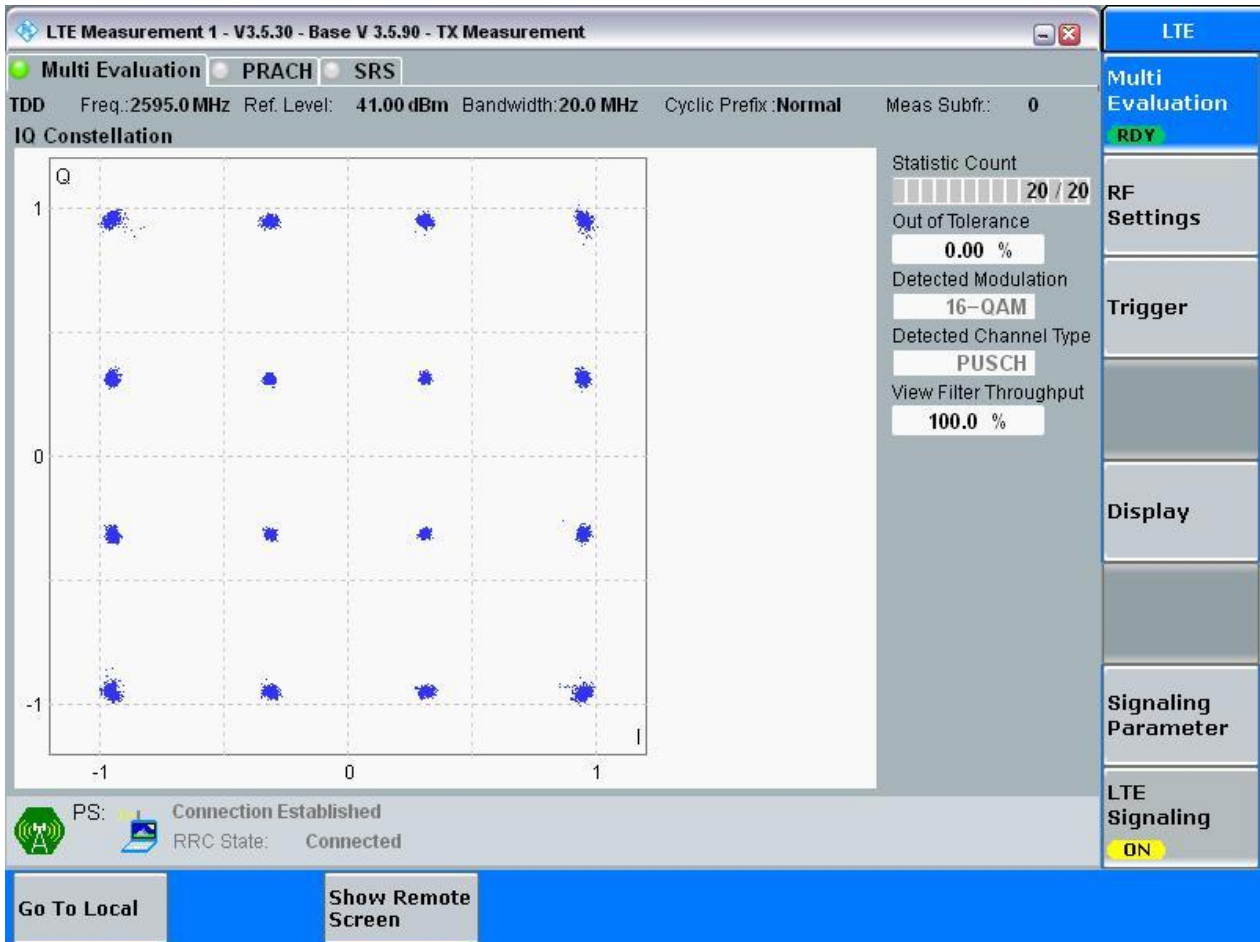 LTE Measurement 1 - V3.5.30 - Base V 3.5.90 - TX Measurement
LTE
Multi Evaluation PRACH SRS
TDD Freq.:2595.0 MHz Ref. Level: 41.00 dBm Bandwidth:20.0 MHz Cyclic Prefix :Normal Meas Subfr.: 0
IQ Constellation
Q
1
0
-1
I
-1 0 1
Statistic Count
20 / 20
Out of Tolerance
0.00 %
Detected Modulation
16-QAM
Detected Channel Type
PUSCH
View Filter Throughput
100.0 %
Multi
Evaluation
RDY
RF
Settings
Trigger
Display
Signaling
Parameter
LTE
Signaling
ON
PS: Connection Established
RRC State: Connected
Go To Local
Show Remote
Screen